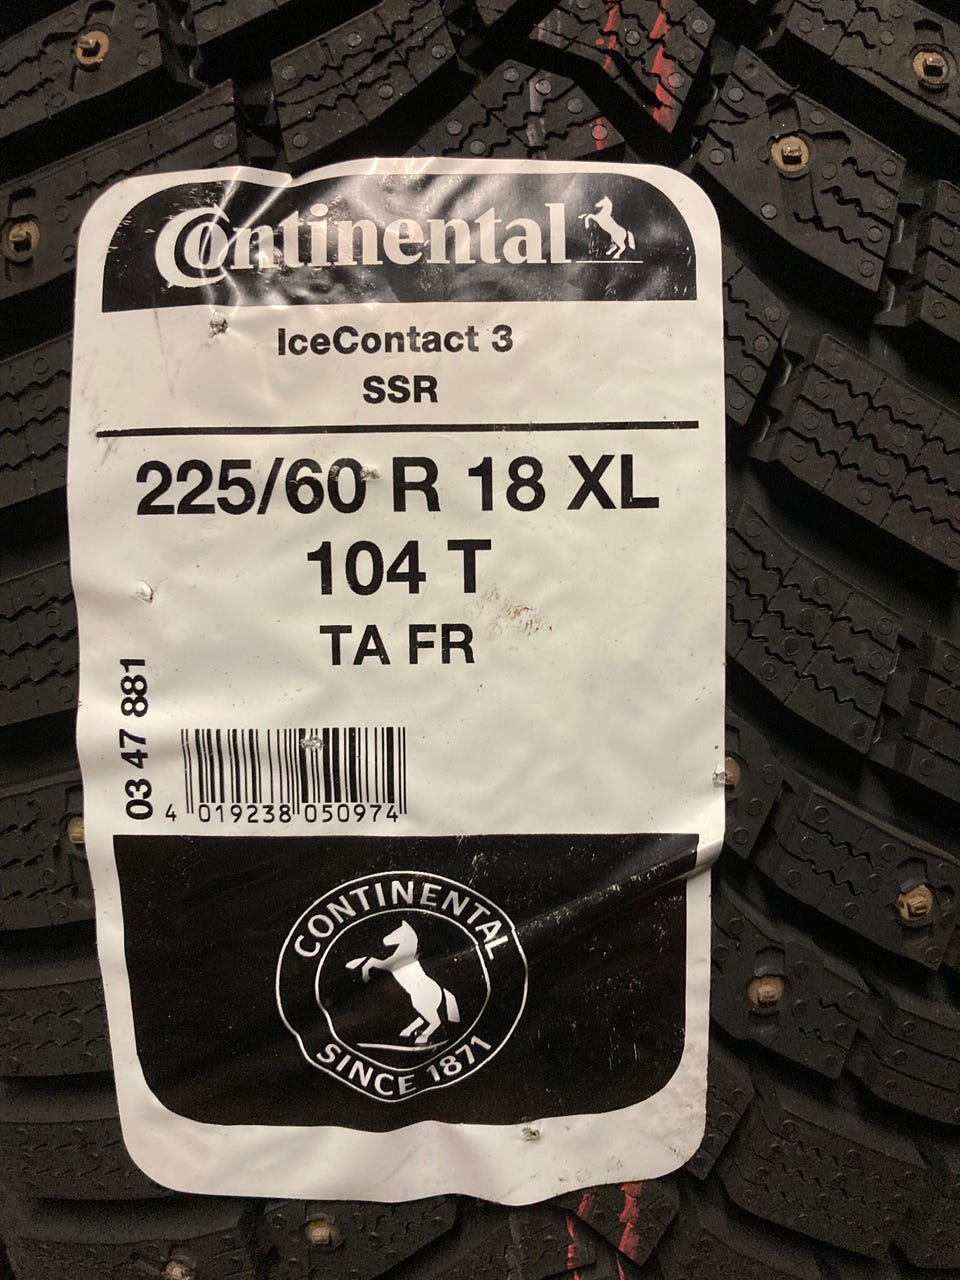 Continental
IceContact 3
SSR
225/60 R 18 XL
104 T
TA FR
03 47 881
4 019238 050974
CONTINENTAL
SINCE 1871